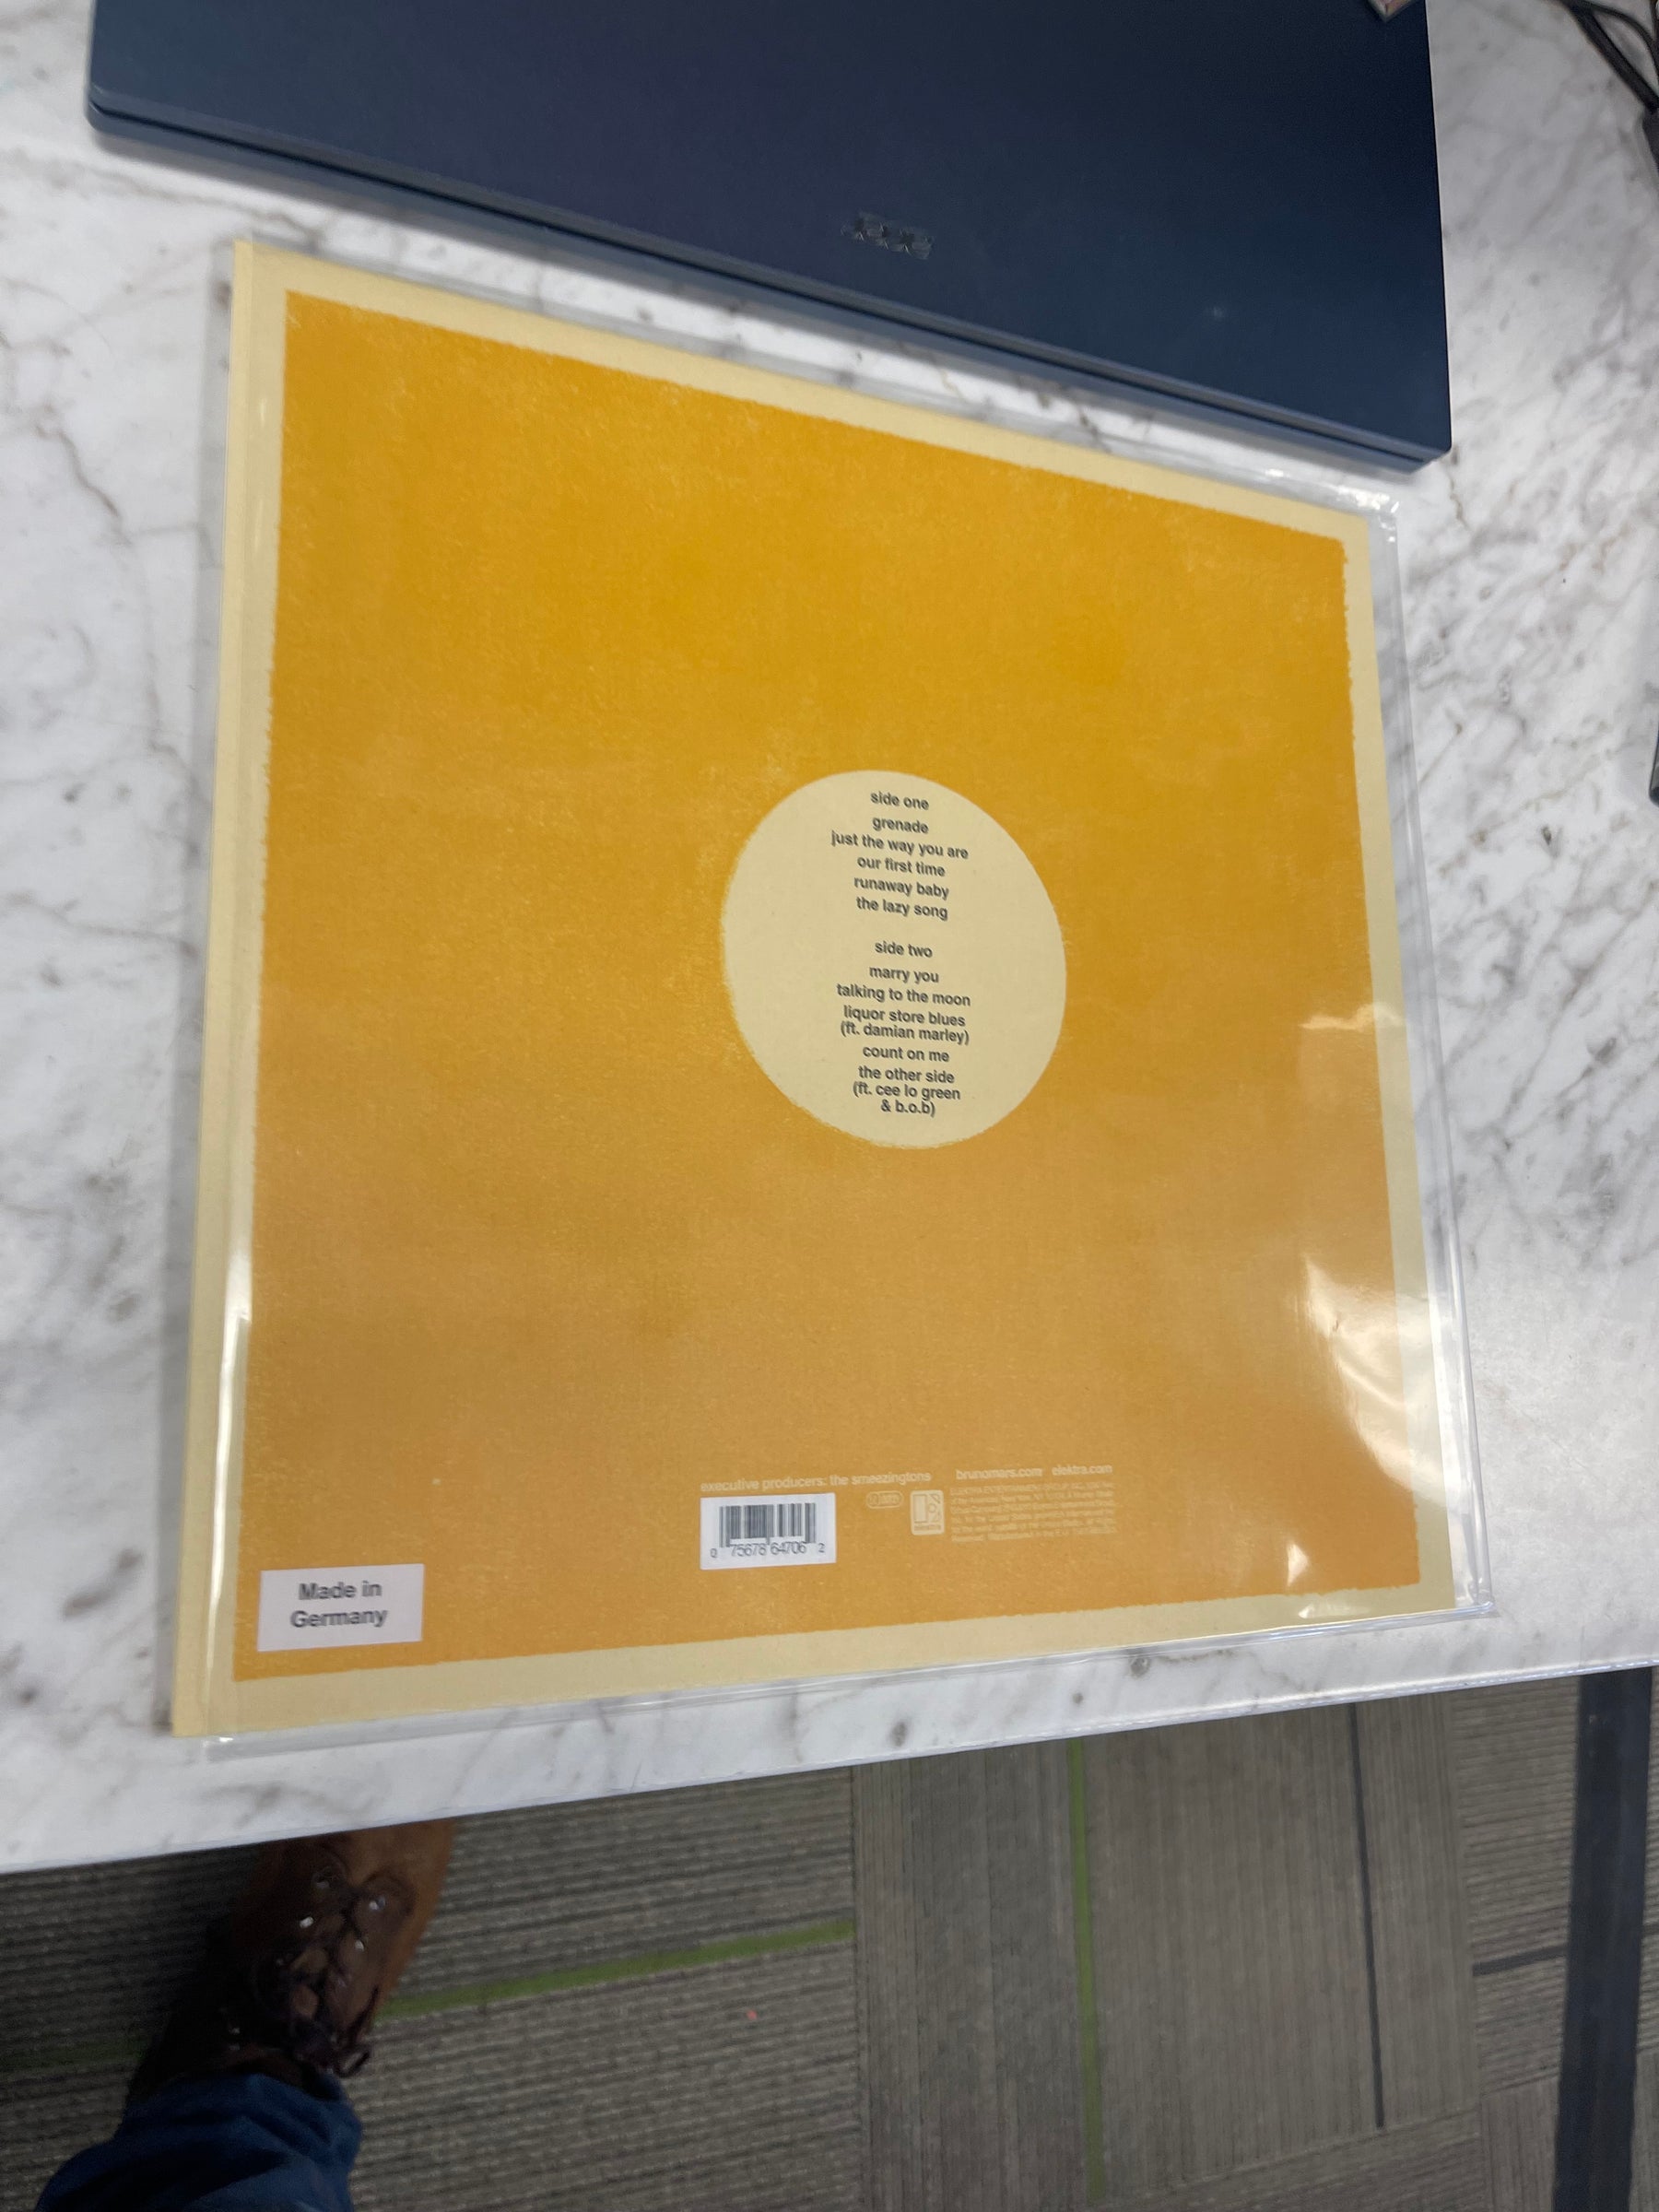 side one
grenade
just the way you are
our first time
runaway baby
the lazy song
side two
marry you
talking to the moon
liquor store blues
(ft. damian marley)
count on me
the other side
(ft. cee lo green
& b.o.b)
executive producers: the smeezingtons
brunomars.com elektra.com
0 75678 64706 2
Made in
Germany